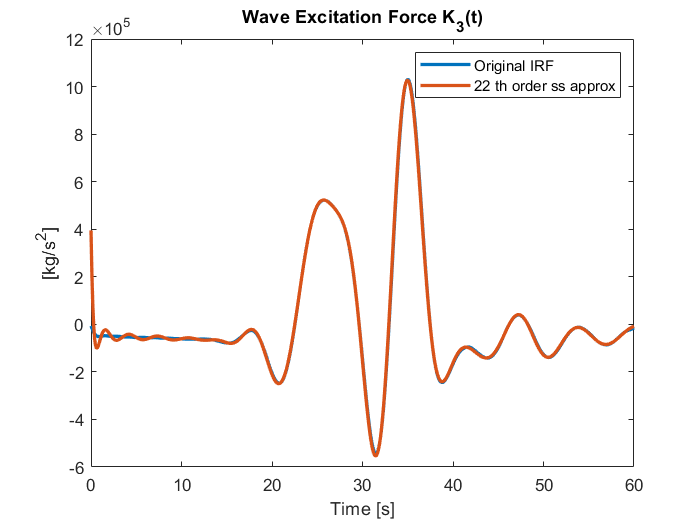 Wave Excitation Force K_3(t)
×10^5
Original IRF
22 th order ss approx
12
10
8
6
4
2
0
-2
-4
-6
[kg/s^2]
0 10 20 30 40 50 60
Time [s]